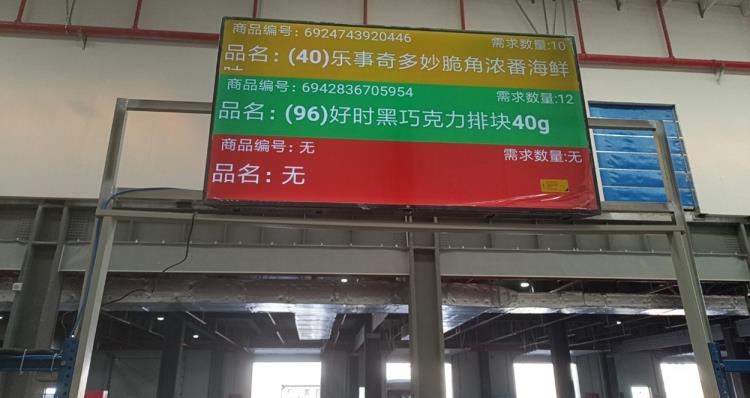 商品编号: 6924743920446 需求数量:10
品名: (40)乐事奇多妙脆角浓番海鲜
味
商品编号: 6942836705954 需求数量:12
品名: (96)好时黑巧克力排块40g
商品编号: 无 需求数量:无
品名: 无